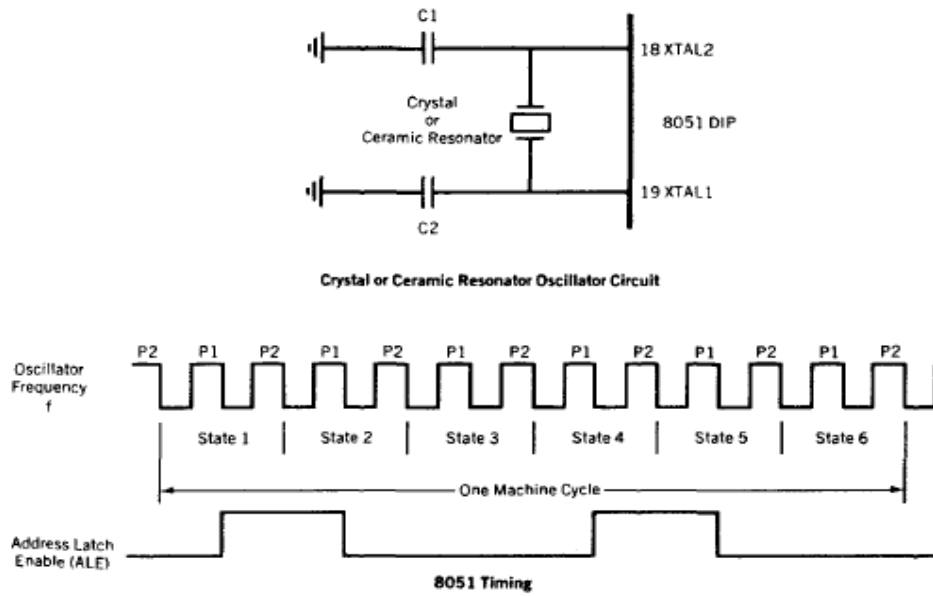 C1
18 XTAL2
Crystal
or
Ceramic Resonator
8051 DIP
19 XTAL1
C2
Crystal or Ceramic Resonator Oscillator Circuit
P2 P1 P2 P1 P2 P1 P2 P1 P2 P1 P2 P1 P2
Oscillator
Frequency
f
State 1 State 2 State 3 State 4 State 5 State 6
One Machine Cycle
Address Latch
Enable (ALE)
8051 Timing